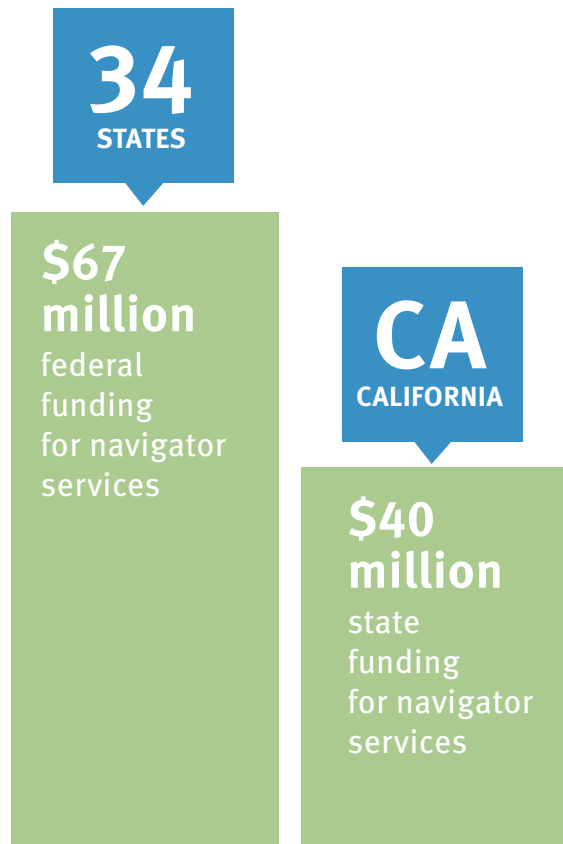 34
STATES
$67
million
federal
funding
for navigator
services
CA
CALIFORNIA
$40
million
state
funding
for navigator
services